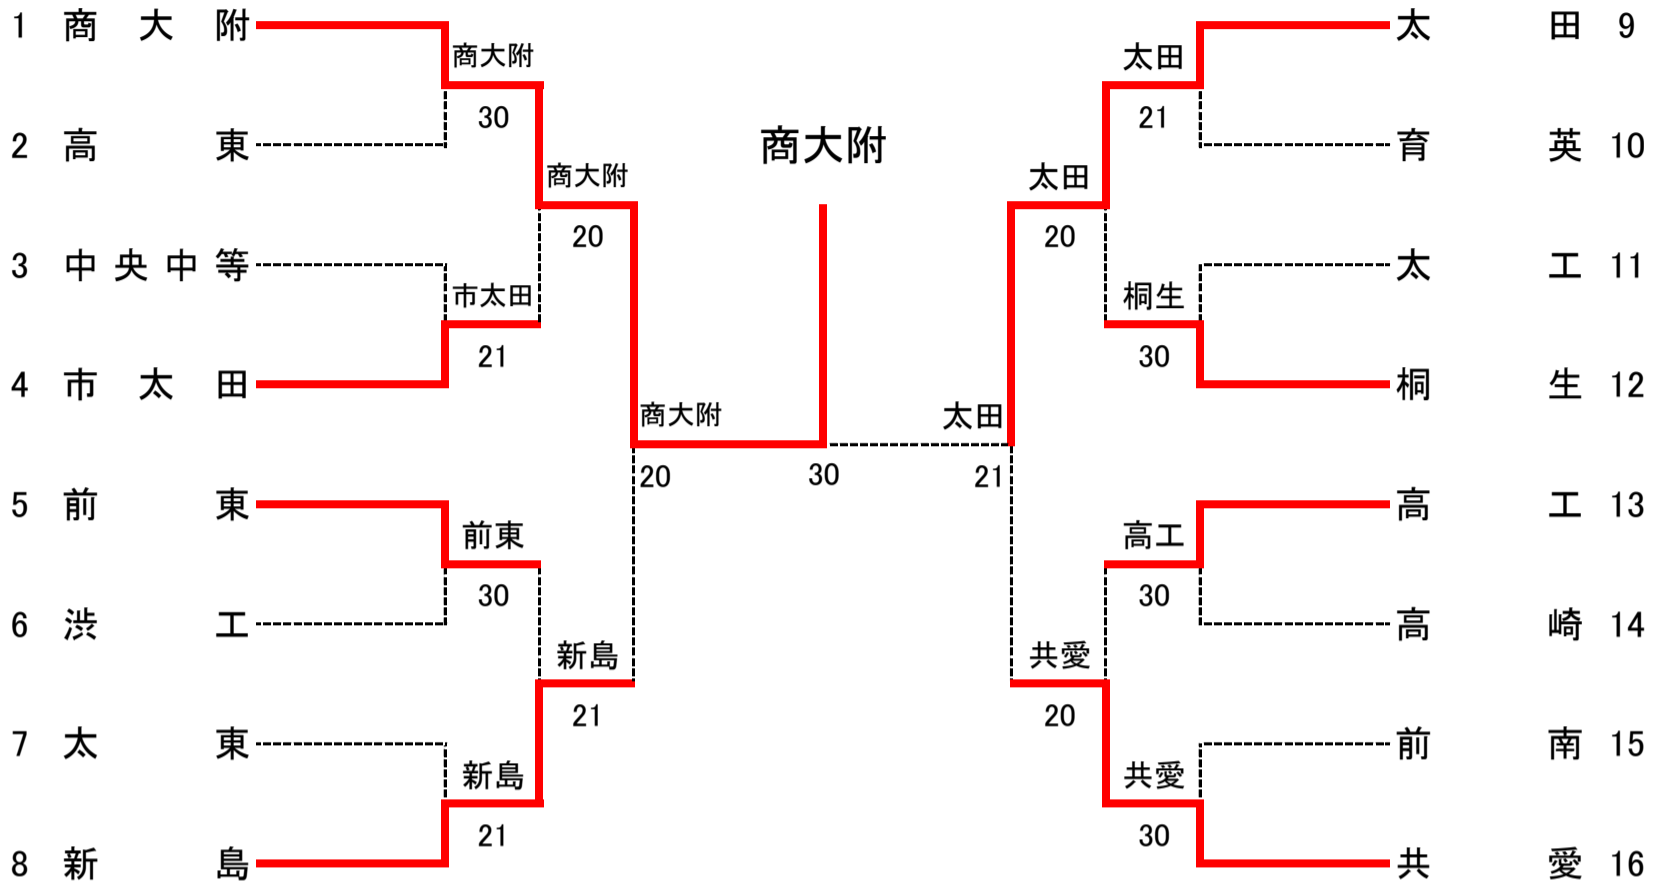 1 商大附
商大附
30
2 高東
商大附
20
3 中央中等
市太田
21
4 市太田
商大附
20
5 前東
前東
30
6 渋工
新島
21
7 太東
新島
21
8 新島
商大附
30
太田 9
太田
21
育英 10
太田
20
太工 11
桐生
30
桐生 12
太田
21
高工 13
高工
30
高崎 14
共愛
20
前南 15
共愛
30
共愛 16